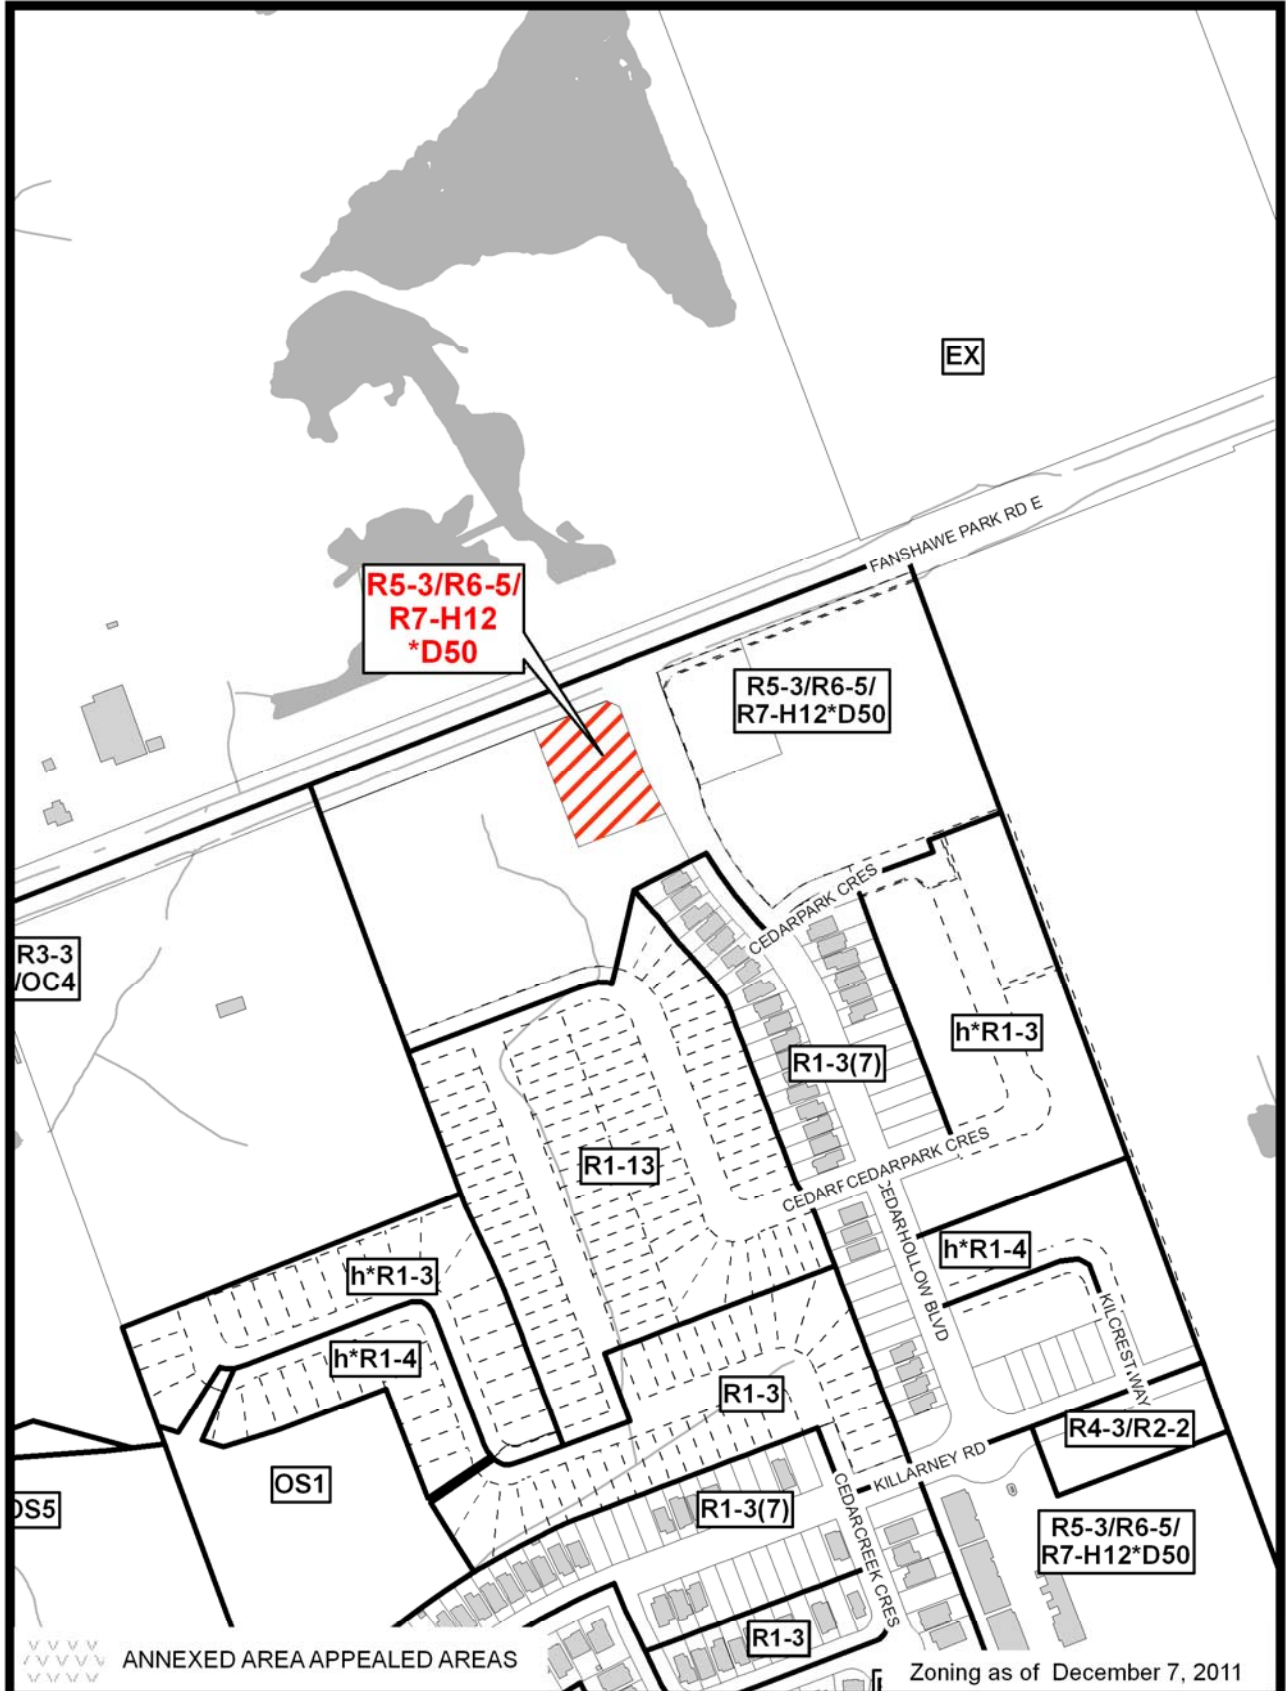 EX
FANSHAWE PARK RD E
R5-3/R6-5/
R7-H12
*D50
R5-3/R6-5/
R7-H12*D50
CEDARPARK CRES
R3-3
/OC4
h*R1-3
R1-3(7)
CEDARPARK CRES
R1-13
CEDARF
CEDARHOLLOW BLVD
h*R1-4
h*R1-3
KILCREST WAY
h*R1-4
R1-3
R4-3/R2-2
KILLARNEY RD
OS1
OS5
R1-3(7)
CEDARCREEK CRES
R5-3/R6-5/
R7-H12*D50
R1-3
ANNEXED AREA APPEALED AREAS
Zoning as of December 7, 2011